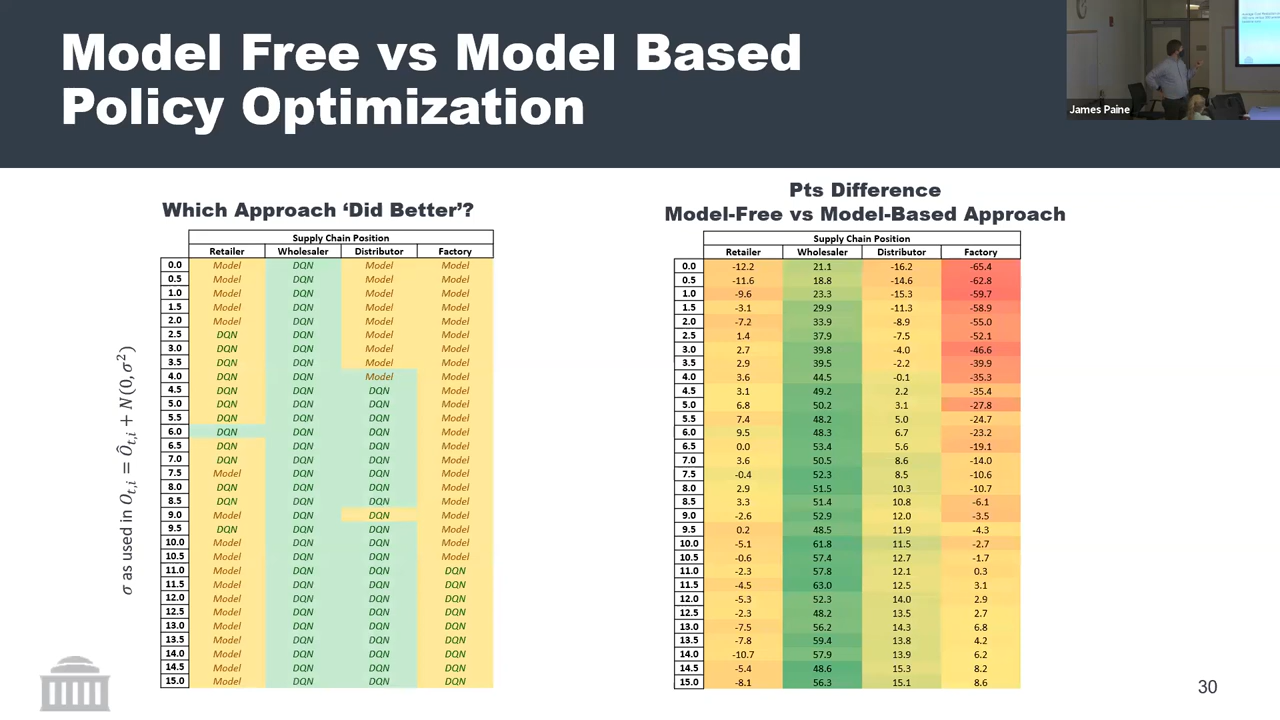 Model Free vs Model Based
Policy Optimization
James Paine
Which Approach ‘Did Better’?
Supply Chain Position
Retailer Wholesaler Distributor Factory
0.0 Model DQN Model Model
0.5 Model DQN Model Model
1.0 Model DQN Model Model
1.5 Model DQN Model Model
2.0 Model DQN Model Model
2.5 DQN DQN Model Model
3.0 DQN DQN Model Model
3.5 DQN DQN Model Model
4.0 DQN DQN Model Model
4.5 DQN DQN DQN Model
5.0 DQN DQN DQN Model
5.5 DQN DQN DQN Model
6.0 DQN DQN DQN Model
6.5 DQN DQN DQN Model
7.0 DQN DQN DQN Model
7.5 Model DQN DQN Model
8.0 DQN DQN DQN Model
8.5 DQN DQN DQN Model
9.0 Model DQN DQN Model
9.5 DQN DQN DQN Model
10.0 Model DQN DQN Model
10.5 Model DQN DQN Model
11.0 Model DQN DQN DQN
11.5 Model DQN DQN DQN
12.0 Model DQN DQN DQN
12.5 Model DQN DQN DQN
13.0 Model DQN DQN DQN
13.5 Model DQN DQN DQN
14.0 Model DQN DQN DQN
14.5 Model DQN DQN DQN
15.0 Model DQN DQN DQN
σ as used in O_{t,i} = Ô_{t,i} + N(0, σ²)
Pts Difference
Model-Free vs Model-Based Approach
Supply Chain Position
Retailer Wholesaler Distributor Factory
0.0 -12.2 21.1 -16.2 -65.4
0.5 -11.6 18.8 -14.6 -62.8
1.0 -9.6 23.3 -15.3 -59.7
1.5 -3.1 29.9 -11.3 -58.9
2.0 -7.2 33.9 -8.9 -55.0
2.5 1.4 37.9 -7.5 -52.1
3.0 2.7 39.8 -4.0 -46.6
3.5 2.9 39.5 -2.2 -39.9
4.0 3.6 44.5 -0.1 -35.3
4.5 3.1 49.2 2.2 -35.4
5.0 6.8 50.2 3.1 -27.8
5.5 7.4 48.2 5.0 -24.7
6.0 9.5 48.3 6.7 -23.2
6.5 0.0 53.4 5.6 -19.1
7.0 3.6 50.5 8.6 -14.0
7.5 -0.4 52.3 8.5 -10.6
8.0 2.9 51.5 10.3 -10.7
8.5 3.3 51.4 10.8 -6.1
9.0 -2.6 52.9 12.0 -3.5
9.5 0.2 48.5 11.9 -4.3
10.0 -5.1 61.8 11.5 -2.7
10.5 -0.6 57.4 12.7 -1.7
11.0 -2.3 57.8 12.1 0.3
11.5 -4.5 63.0 12.5 3.1
12.0 -5.3 52.3 14.0 2.9
12.5 -2.3 48.2 13.5 2.7
13.0 -7.5 56.2 14.3 6.8
13.5 -7.8 59.4 13.8 4.2
14.0 -10.7 57.9 13.9 6.2
14.5 -5.4 48.6 15.3 8.2
15.0 -8.1 56.3 15.1 8.6
30